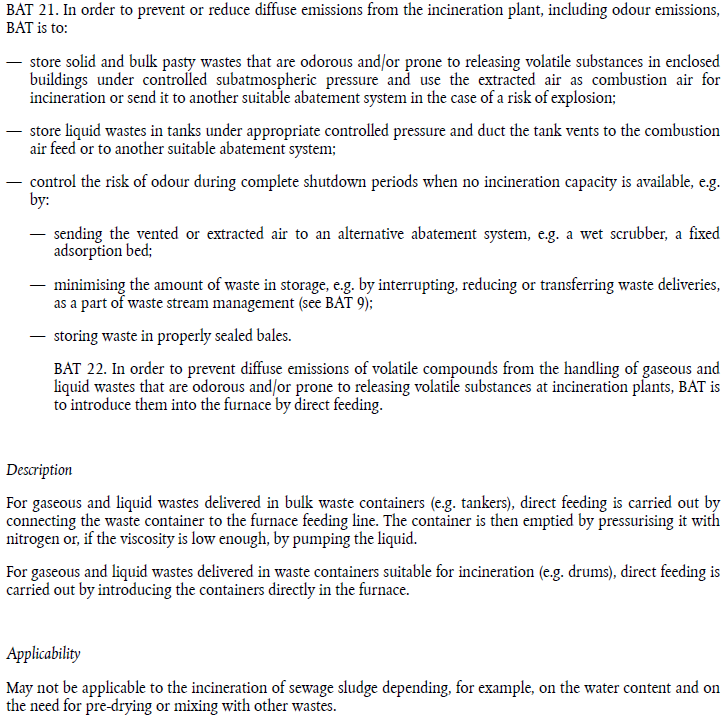 BAT 21. In order to prevent or reduce diffuse emissions from the incineration plant, including odour emissions,
BAT is to:
— store solid and bulk pasty wastes that are odorous and/or prone to releasing volatile substances in enclosed
buildings under controlled subatmospheric pressure and use the extracted air as combustion air for
incineration or send it to another suitable abatement system in the case of a risk of explosion;
— store liquid wastes in tanks under appropriate controlled pressure and duct the tank vents to the combustion
air feed or to another suitable abatement system;
— control the risk of odour during complete shutdown periods when no incineration capacity is available, e.g.
by:
— sending the vented or extracted air to an alternative abatement system, e.g. a wet scrubber, a fixed
adsorption bed;
— minimising the amount of waste in storage, e.g. by interrupting, reducing or transferring waste deliveries,
as a part of waste stream management (see BAT 9);
— storing waste in properly sealed bales.
BAT 22. In order to prevent diffuse emissions of volatile compounds from the handling of gaseous and
liquid wastes that are odorous and/or prone to releasing volatile substances at incineration plants, BAT is
to introduce them into the furnace by direct feeding.
Description
For gaseous and liquid wastes delivered in bulk waste containers (e.g. tankers), direct feeding is carried out by
connecting the waste container to the furnace feeding line. The container is then emptied by pressurising it with
nitrogen or, if the viscosity is low enough, by pumping the liquid.
For gaseous and liquid wastes delivered in waste containers suitable for incineration (e.g. drums), direct feeding is
carried out by introducing the containers directly in the furnace.
Applicability
May not be applicable to the incineration of sewage sludge depending, for example, on the water content and on
the need for pre-drying or mixing with other wastes.